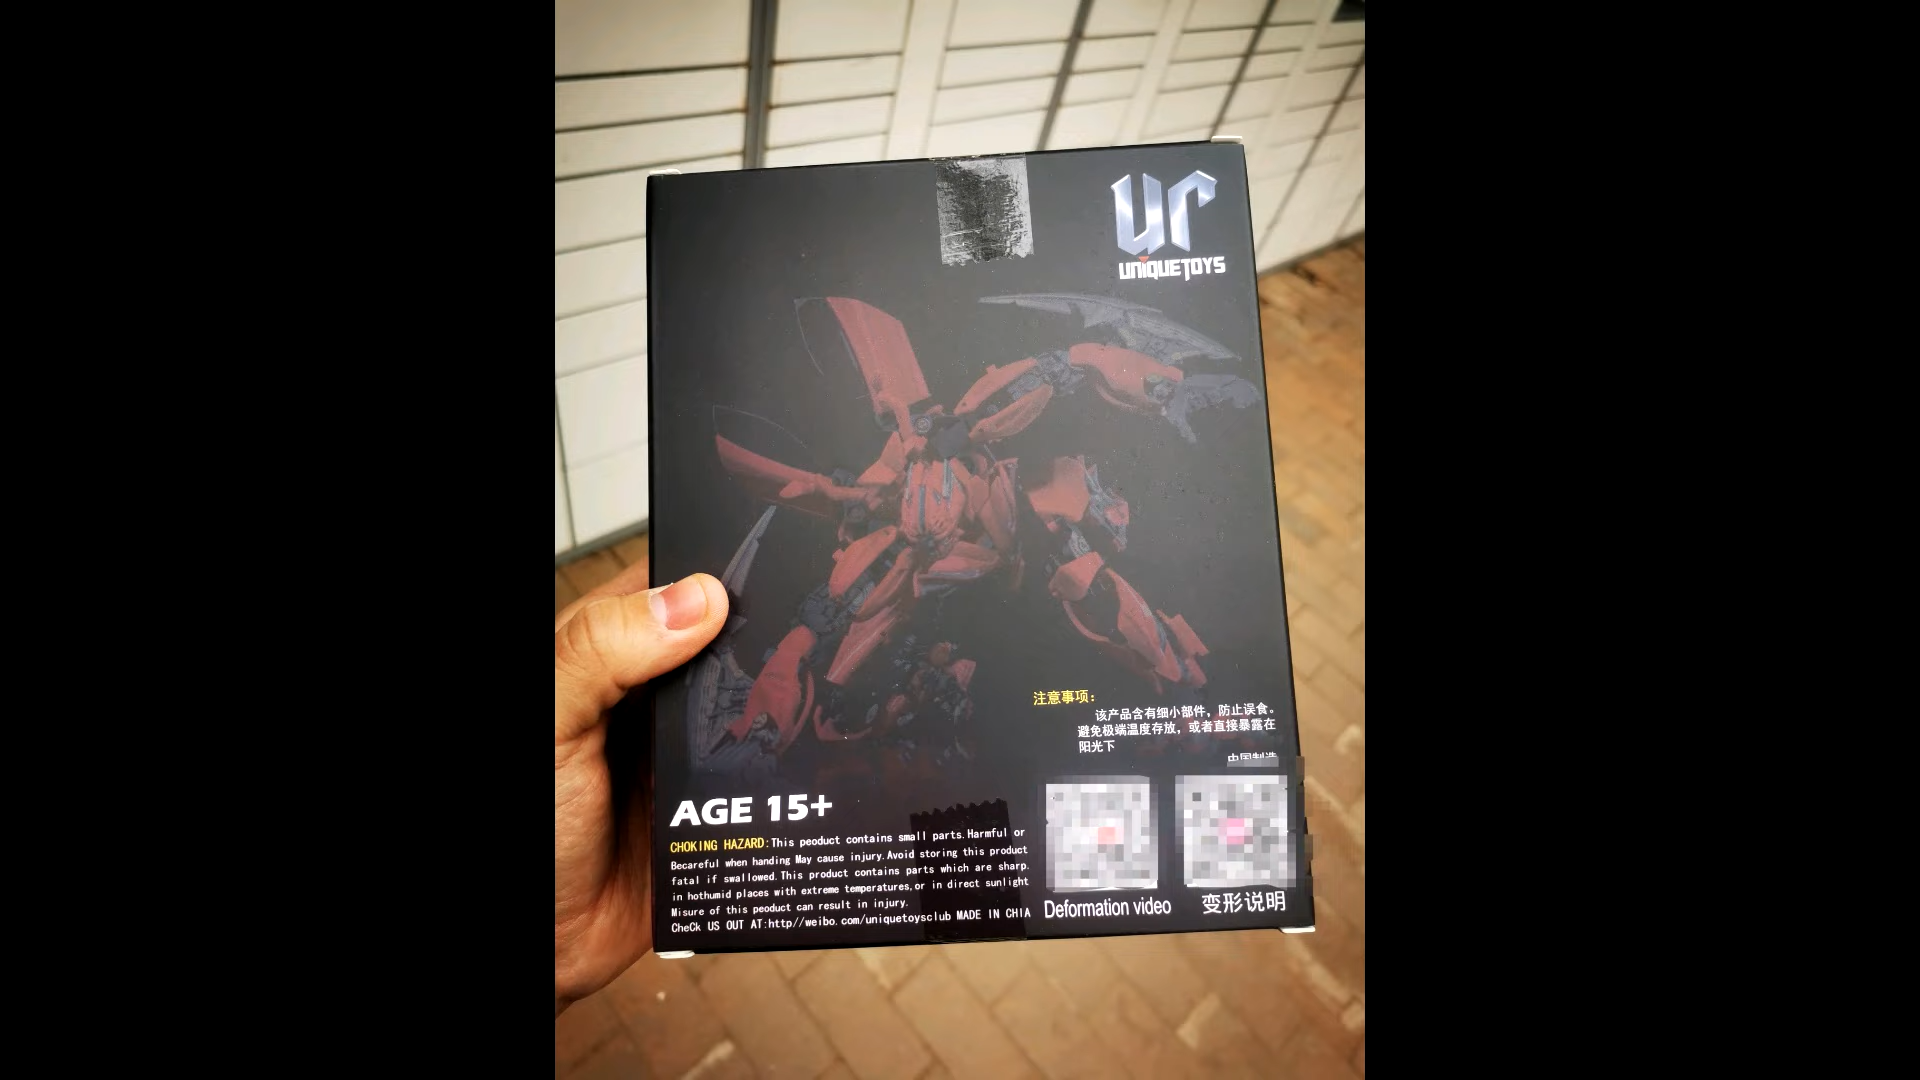 UNIQUETOYS
注意事项:
该产品含有细小部件，防止误食。
避免极端温度存放，或者直接暴露在
阳光下
中国制造
AGE 15+
CHOKING HAZARD:This peoduct contains small parts.Harmful or
Becareful when handing May cause injury.Avoid storing this product
fatal if swallowed.This product contains parts which are sharp.
in hothumid places with extreme temperatures,or in direct sunlight
Misure of this peoduct can result in injury.
CheCk US OUT AT:http//weibo.com/uniquetoysclub MADE IN CHIA
Deformation video
变形说明